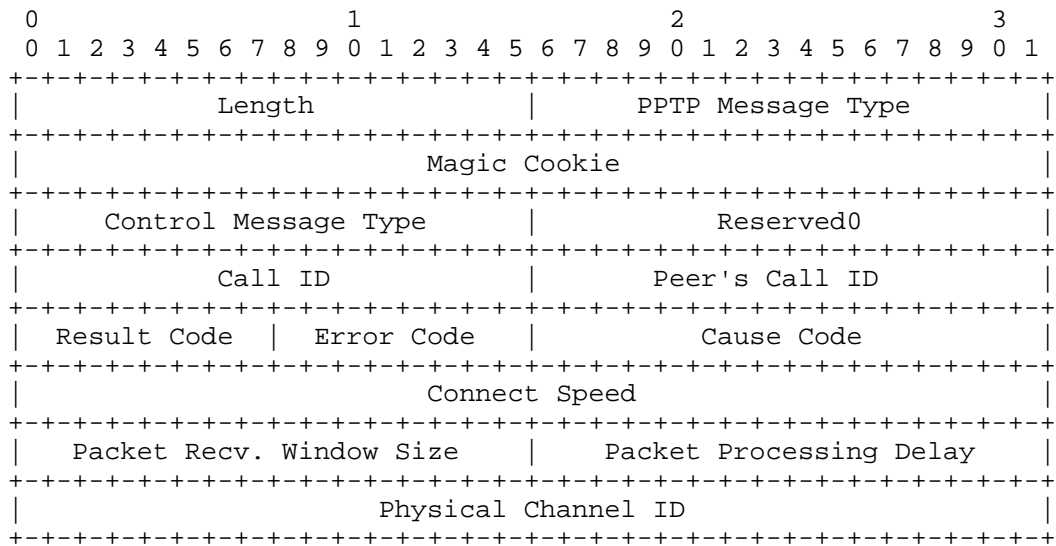 0                   1                   2                   3
 0 1 2 3 4 5 6 7 8 9 0 1 2 3 4 5 6 7 8 9 0 1 2 3 4 5 6 7 8 9 0 1
+-+-+-+-+-+-+-+-+-+-+-+-+-+-+-+-+-+-+-+-+-+-+-+-+-+-+-+-+-+-+-+-+
|            Length             |      PPTP Message Type        |
+-+-+-+-+-+-+-+-+-+-+-+-+-+-+-+-+-+-+-+-+-+-+-+-+-+-+-+-+-+-+-+-+
|                         Magic Cookie                          |
+-+-+-+-+-+-+-+-+-+-+-+-+-+-+-+-+-+-+-+-+-+-+-+-+-+-+-+-+-+-+-+-+
|     Control Message Type      |           Reserved0           |
+-+-+-+-+-+-+-+-+-+-+-+-+-+-+-+-+-+-+-+-+-+-+-+-+-+-+-+-+-+-+-+-+
|            Call ID            |       Peer's Call ID          |
+-+-+-+-+-+-+-+-+-+-+-+-+-+-+-+-+-+-+-+-+-+-+-+-+-+-+-+-+-+-+-+-+
|  Result Code  |  Error Code   |          Cause Code           |
+-+-+-+-+-+-+-+-+-+-+-+-+-+-+-+-+-+-+-+-+-+-+-+-+-+-+-+-+-+-+-+-+
|                         Connect Speed                         |
+-+-+-+-+-+-+-+-+-+-+-+-+-+-+-+-+-+-+-+-+-+-+-+-+-+-+-+-+-+-+-+-+
|   Packet Recv. Window Size    |    Packet Processing Delay    |
+-+-+-+-+-+-+-+-+-+-+-+-+-+-+-+-+-+-+-+-+-+-+-+-+-+-+-+-+-+-+-+-+
|                      Physical Channel ID                      |
+-+-+-+-+-+-+-+-+-+-+-+-+-+-+-+-+-+-+-+-+-+-+-+-+-+-+-+-+-+-+-+-+